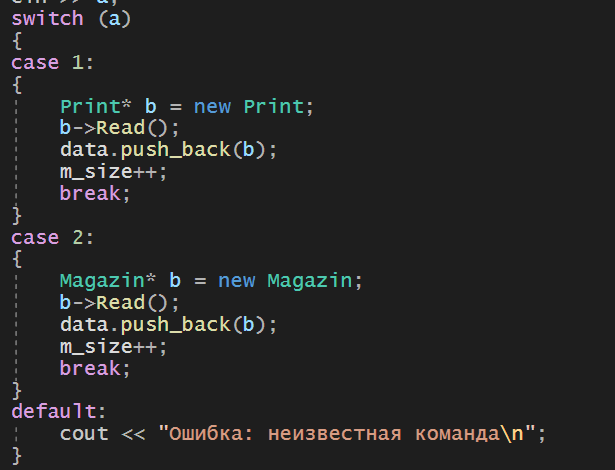 cin >> a;
switch (a)
{
case 1:
{
Print* b = new Print;
b->Read();
data.push_back(b);
m_size++;
break;
}
case 2:
{
Magazin* b = new Magazin;
b->Read();
data.push_back(b);
m_size++;
break;
}
default:
cout << "Ошибка: неизвестная команда\n";
}